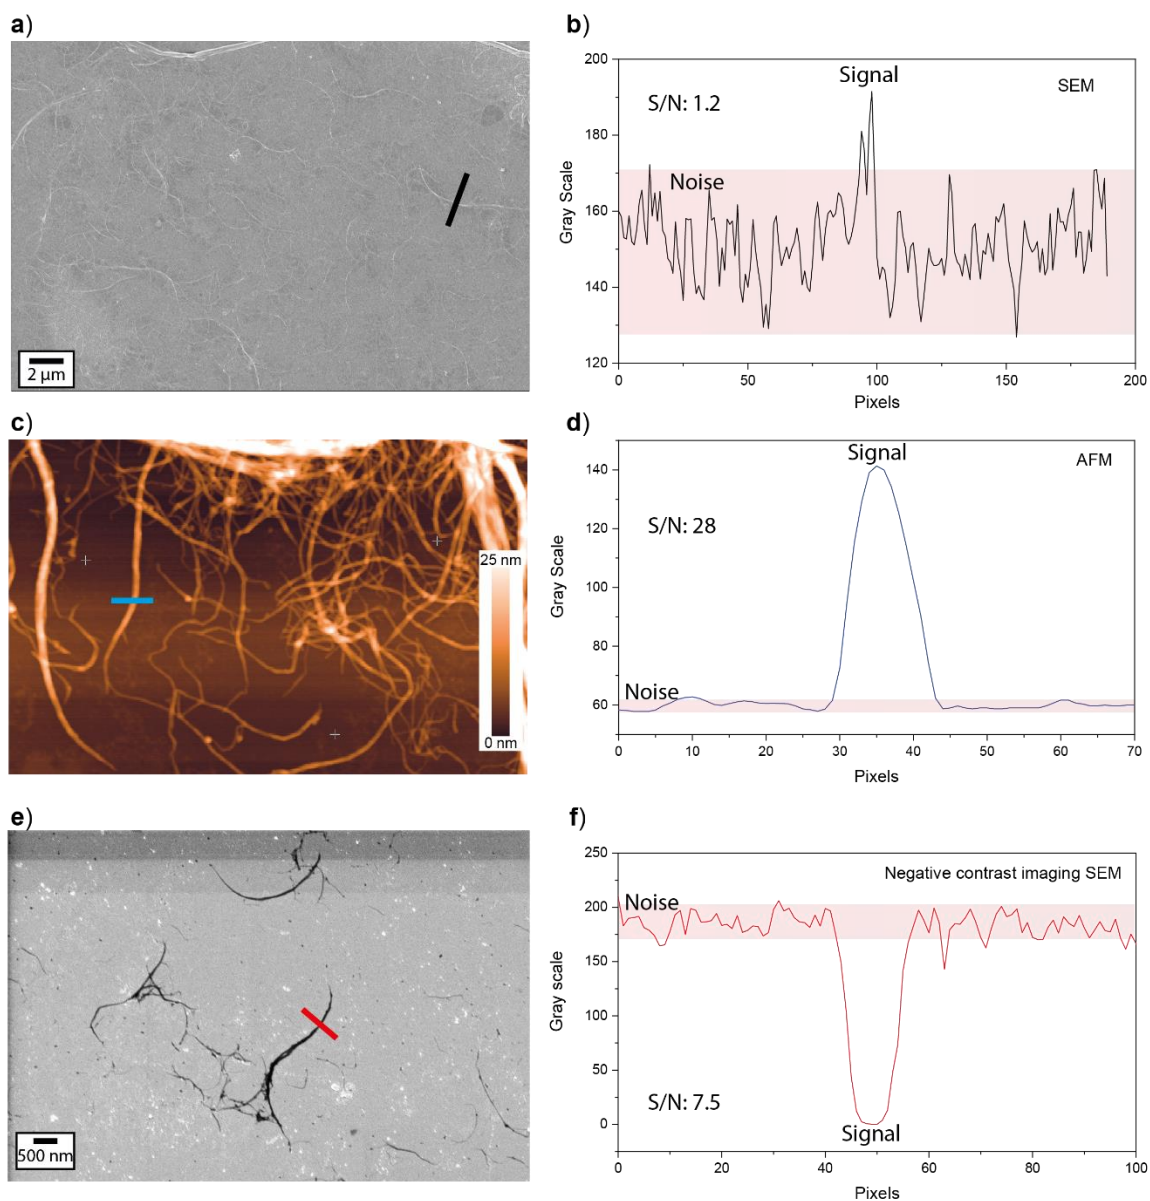 a)
2 µm
b)
Signal
SEM
S/N: 1.2
Noise
200
180
160
140
120
0
50
100
150
200
Gray Scale
Pixels
c)
25 nm
0 nm
d)
Signal
AFM
S/N: 28
Noise
140
120
100
80
60
0
10
20
30
40
50
60
70
Gray Scale
Pixels
e)
500 nm
f)
Negative contrast imaging SEM
Noise
S/N: 7.5
Signal
250
200
150
100
50
0
0
20
40
60
80
100
Gray scale
Pixels